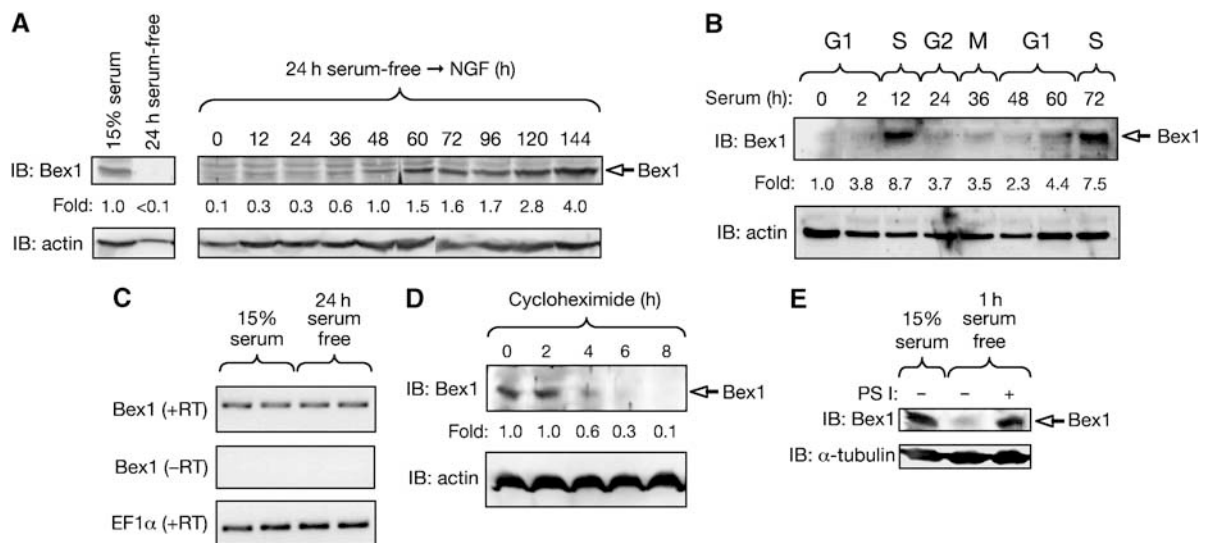 A
15% serum
24 h serum-free
24 h serum-free → NGF (h)
0 12 24 36 48 60 72 96 120 144
IB: Bex1
Bex1
Fold: 1.0 <0.1 0.1 0.3 0.3 0.6 1.0 1.5 1.6 1.7 2.8 4.0
IB: actin
B
G1 S G2 M G1 S
Serum (h): 0 2 12 24 36 48 60 72
IB: Bex1
Bex1
Fold: 1.0 3.8 8.7 3.7 3.5 2.3 4.4 7.5
IB: actin
C
15%
serum
24 h
serum
free
Bex1 (+RT)
Bex1 (−RT)
EF1α (+RT)
D
Cycloheximide (h)
0 2 4 6 8
IB: Bex1
Bex1
Fold: 1.0 1.0 0.6 0.3 0.1
IB: actin
E
15%
serum
1 h
serum
free
PS I: − − +
IB: Bex1
Bex1
IB: α-tubulin